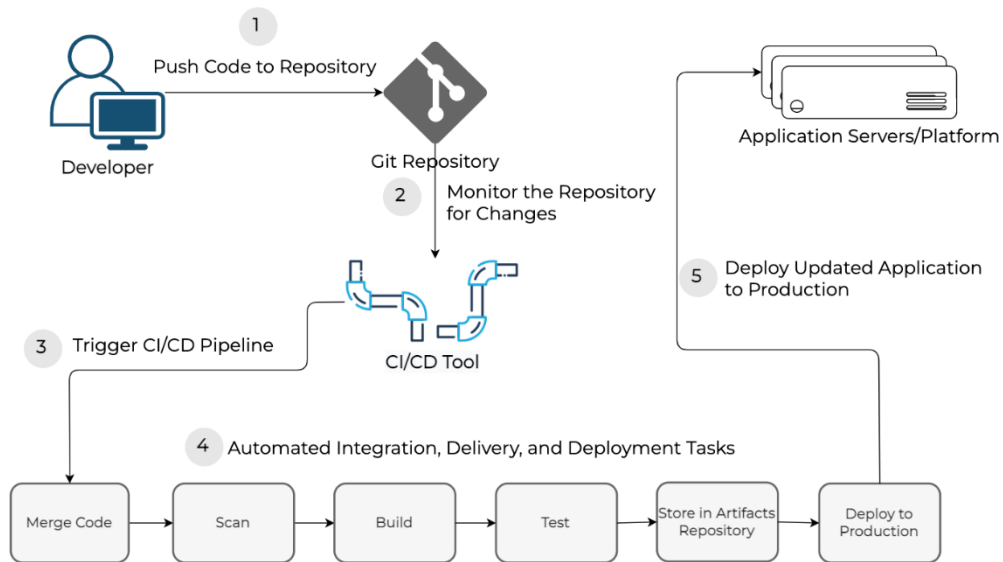 1
Push Code to Repository
Developer
Git Repository
2
Monitor the Repository
for Changes
CI/CD Tool
3
Trigger CI/CD Pipeline
4
Automated Integration, Delivery, and Deployment Tasks
Merge Code
Scan
Build
Test
Store in Artifacts
Repository
Deploy to
Production
5
Deploy Updated Application
to Production
Application Servers/Platform